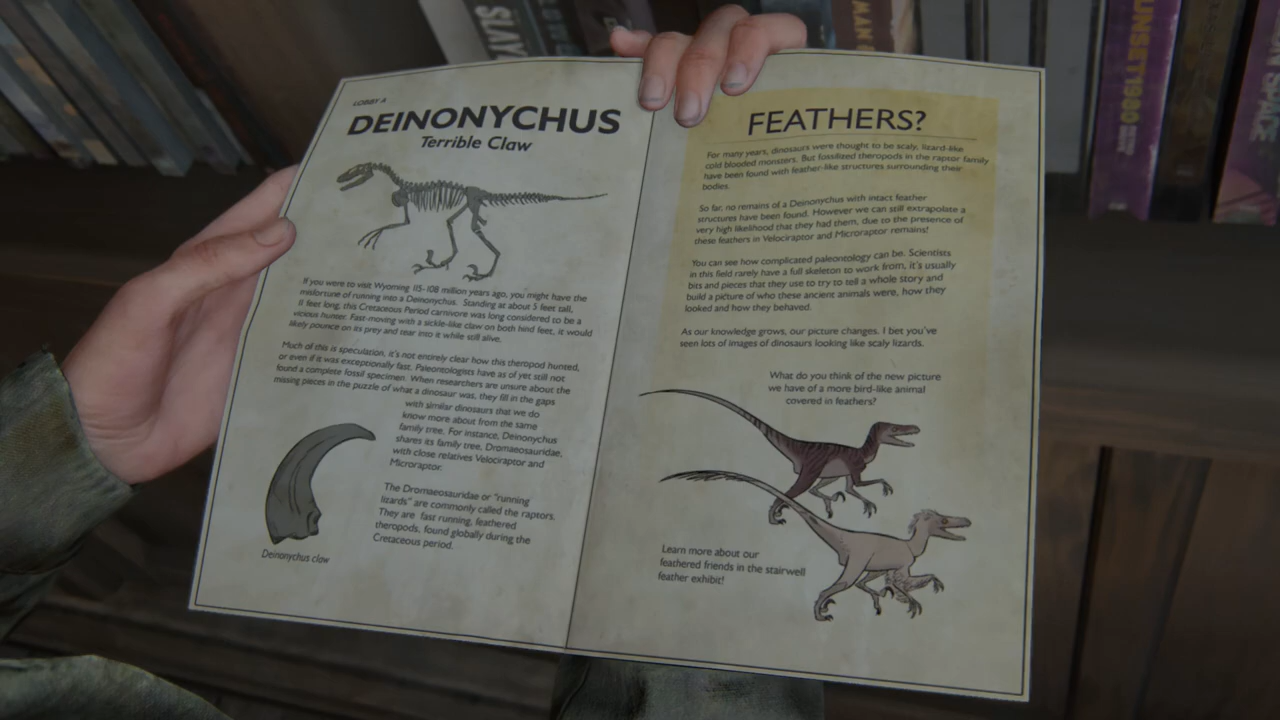 SLAY
MAN
SUNSET1980
LOBBY A
DEINONYCHUS
Terrible Claw
If you were to visit Wyoming 115-108 million years ago, you might have the
misfortune of running into a Deinonychus. Standing at about 5 feet tall,
11 feet long, this Cretaceous Period carnivore was long considered to be a
vicious hunter. Fast-moving with a sickle-like claw on both hind feet, it would
likely pounce on its prey and tear into it while still alive.
Much of this is speculation, it's not entirely clear how this theropod hunted,
or even if it was exceptionally fast. Paleontologists have as of yet still not
found a complete fossil specimen. When researchers are unsure about the
missing pieces in the puzzle of what a dinosaur was, they fill in the gaps
with similar dinosaurs that we do
know more about from the same
family tree. For instance, Deinonychus
shares its family tree, Dromaeosauridae,
with close relatives Velociraptor and
Microraptor.
The Dromaeosauridae or "running
lizards" are commonly called the raptors.
They are fast running, feathered
theropods, found globally during the
Cretaceous period.
Deinonychus claw
FEATHERS?
For many years, dinosaurs were thought to be scaly, lizard-like
cold blooded monsters. But fossilized theropods in the raptor family
have been found with feather-like structures surrounding their
bodies.
So far, no remains of a Deinonychus with intact feather
structures have been found. However we can still extrapolate a
very high likelihood that they had them, due to the presence of
these feathers in Velociraptor and Microraptor remains!
You can see how complicated paleontology can be. Scientists
in this field rarely have a full skeleton to work from, it's usually
bits and pieces that they use to try to tell a whole story and
build a picture of who these ancient animals were, how they
looked and how they behaved.
As our knowledge grows, our picture changes. I bet you've
seen lots of images of dinosaurs looking like scaly lizards.
What do you think of the new picture
we have of a more bird-like animal
covered in feathers?
Learn more about our
feathered friends in the stairwell
feather exhibit!